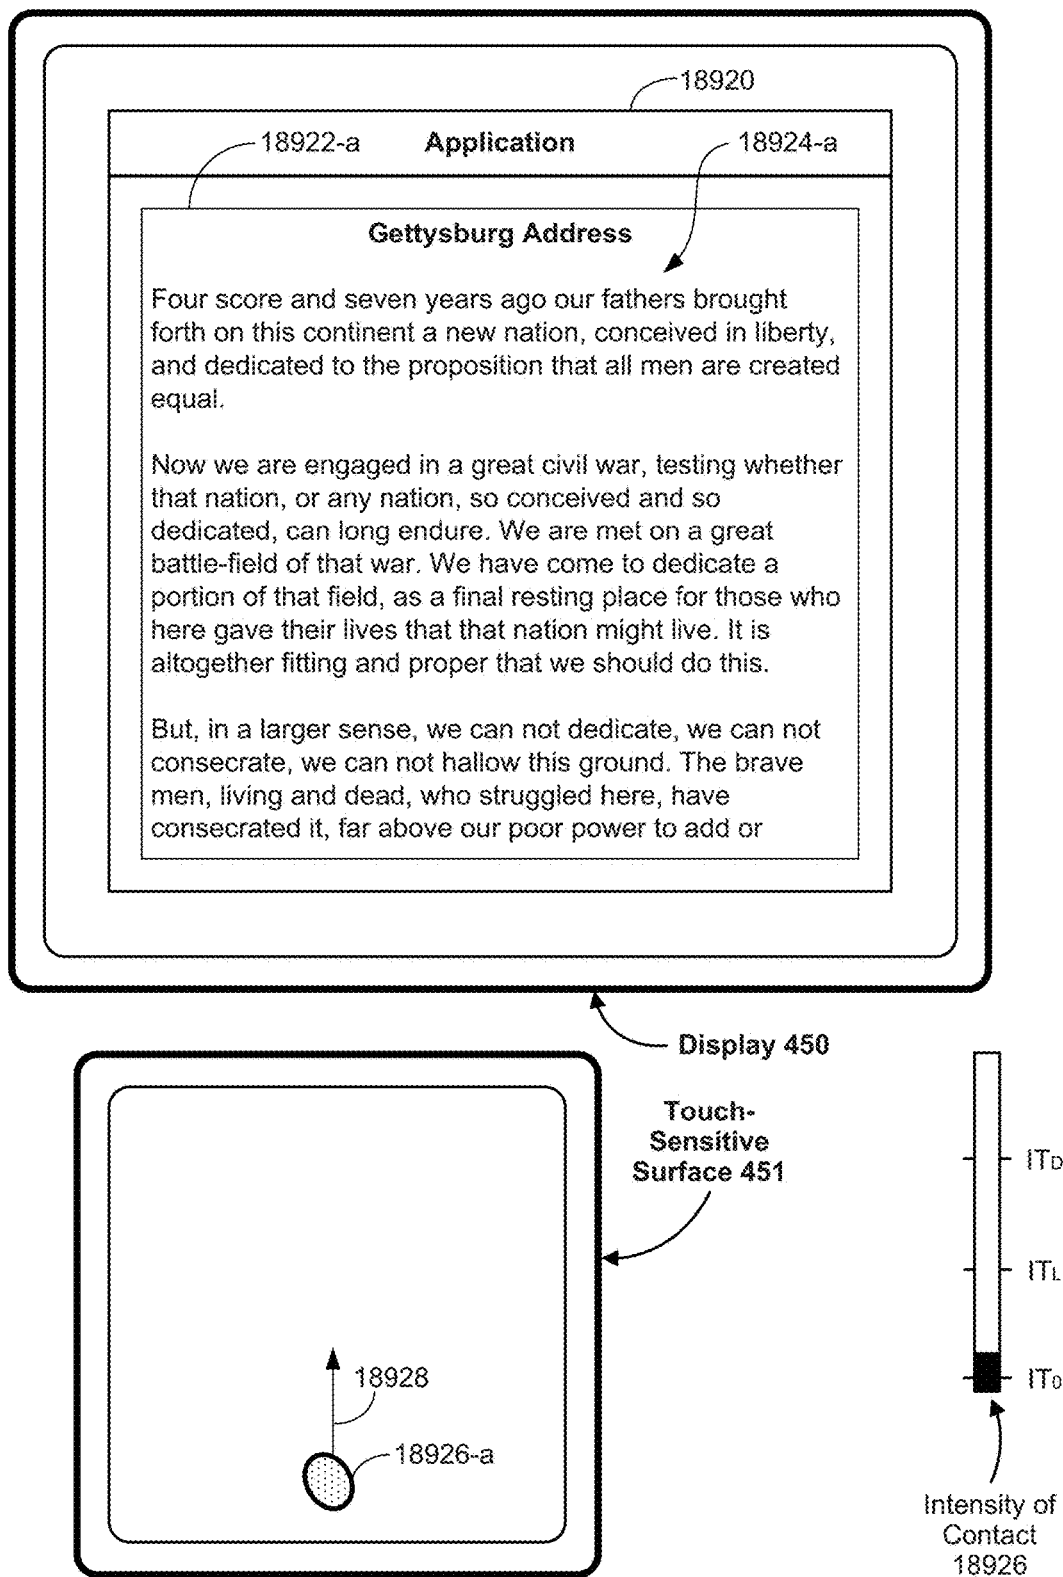 18920
18922-a
Application
18924-a
Gettysburg Address
Four score and seven years ago our fathers brought
forth on this continent a new nation, conceived in liberty,
and dedicated to the proposition that all men are created
equal.
Now we are engaged in a great civil war, testing whether
that nation, or any nation, so conceived and so
dedicated, can long endure. We are met on a great
battle-field of that war. We have come to dedicate a
portion of that field, as a final resting place for those who
here gave their lives that that nation might live. It is
altogether fitting and proper that we should do this.
But, in a larger sense, we can not dedicate, we can not
consecrate, we can not hallow this ground. The brave
men, living and dead, who struggled here, have
consecrated it, far above our poor power to add or
Display 450
Touch-
Sensitive
Surface 451
ITD
ITL
IT0
18928
18926-a
Intensity of
Contact
18926